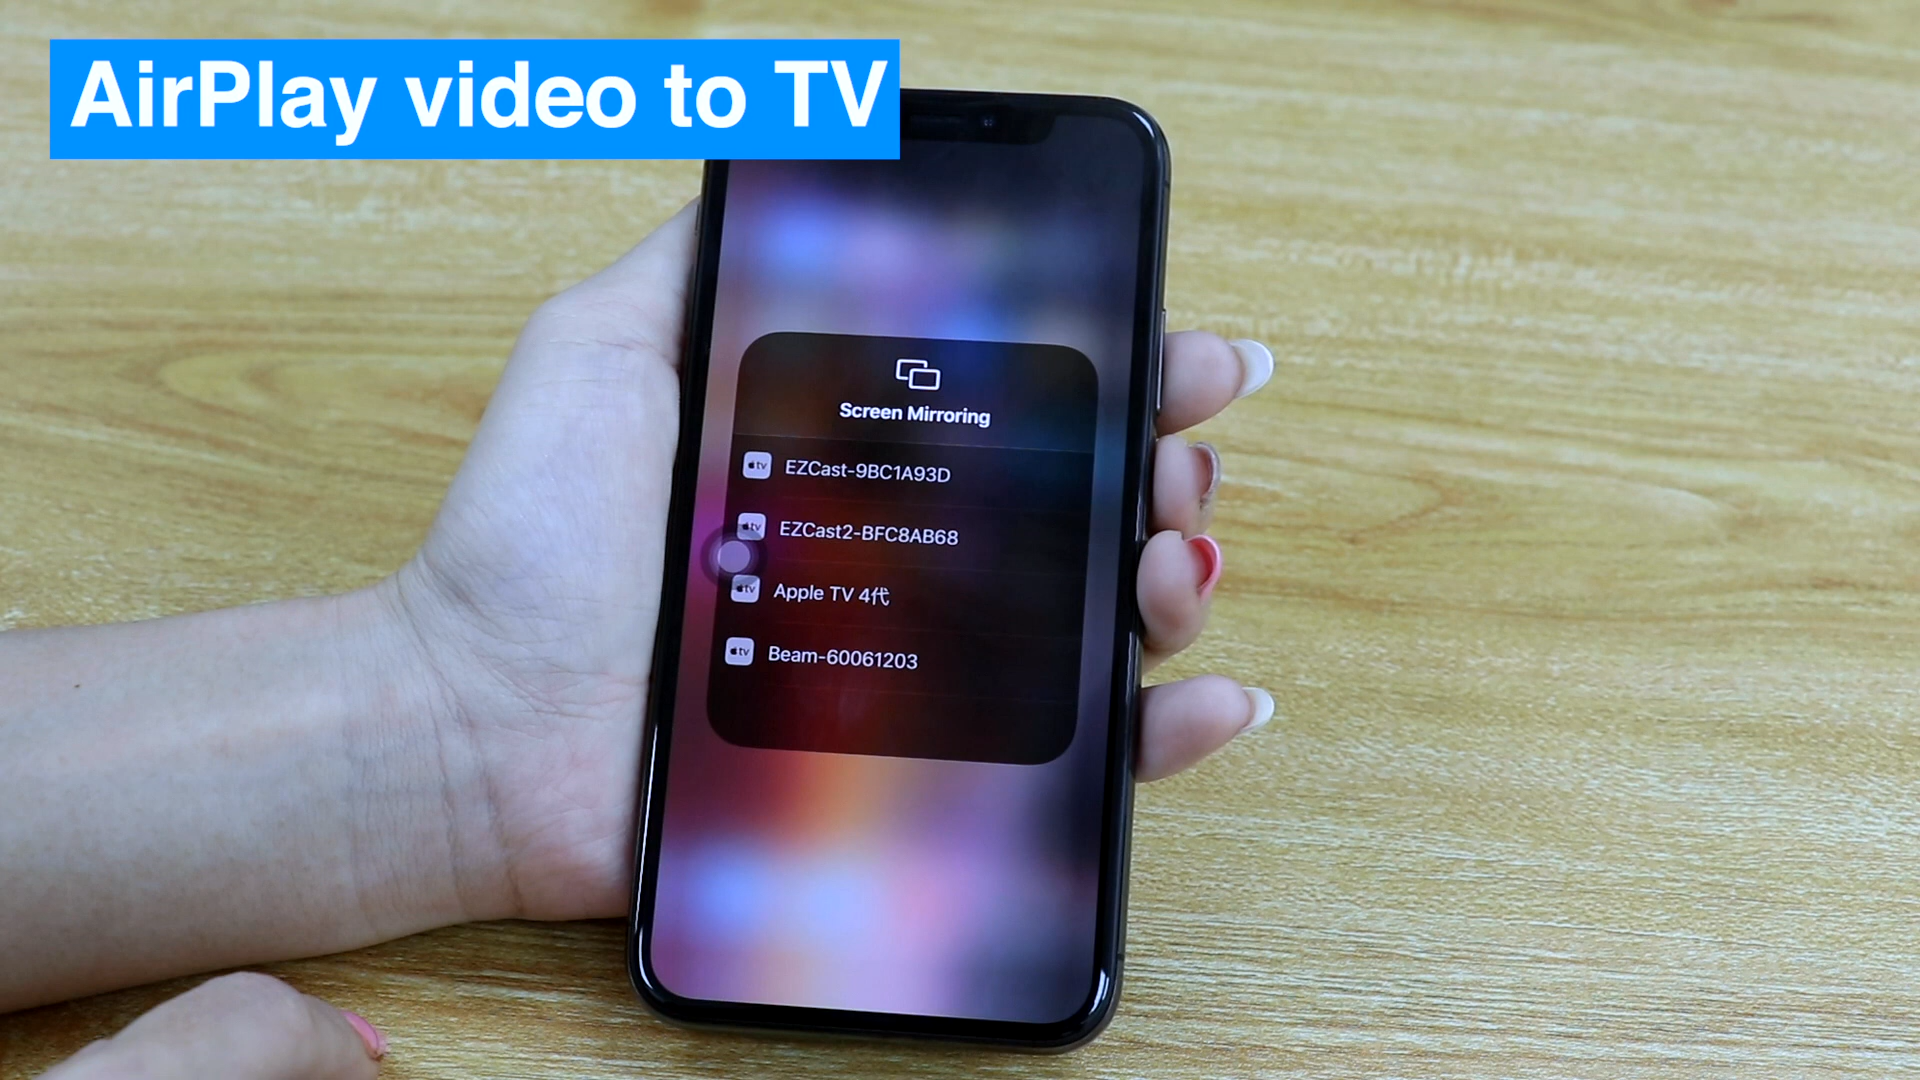 AirPlay video to TV
Screen Mirroring
tv EZCast-9BC1A93D
tv EZCast2-BFC8AB68
tv Apple TV 4代
tv Beam-60061203